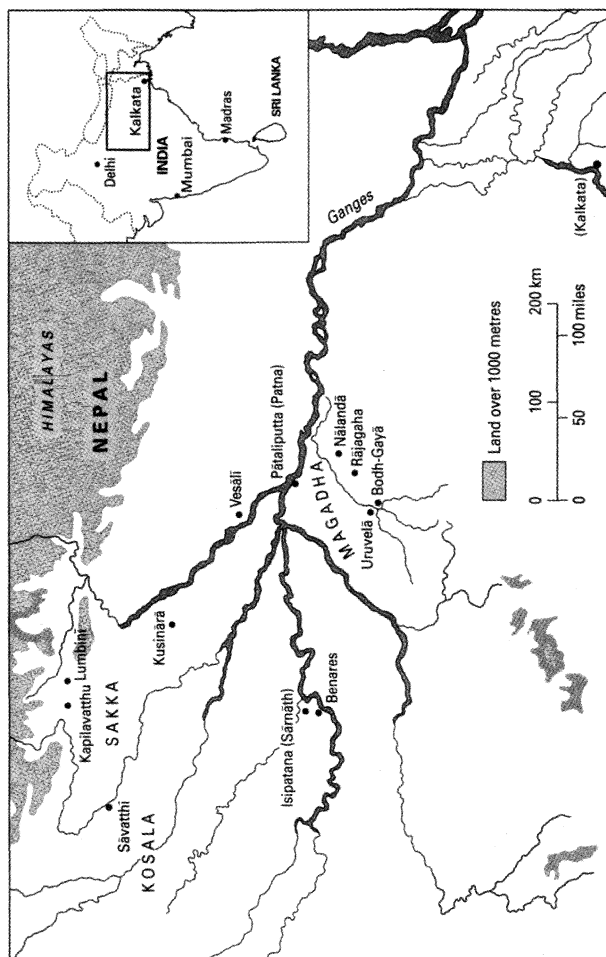 HIMALAYAS
NEPAL
Delhi
Kalkata
INDIA
Mumbai
Madras
SRI LANKA
Kapilavatthu
Lumbini
SAKKA
Sāvatthi
KOSALA
Kusinārā
Vesālī
Pātaliputta (Patna)
Ganges
MAGADHA
Nālandā
Rājagaha
Bodh-Gayā
Uruvelā
Isipatana (Sārnāth)
Benares
(Kalkata)
Land over 1000 metres
0 100 200 km
0 50 100 miles